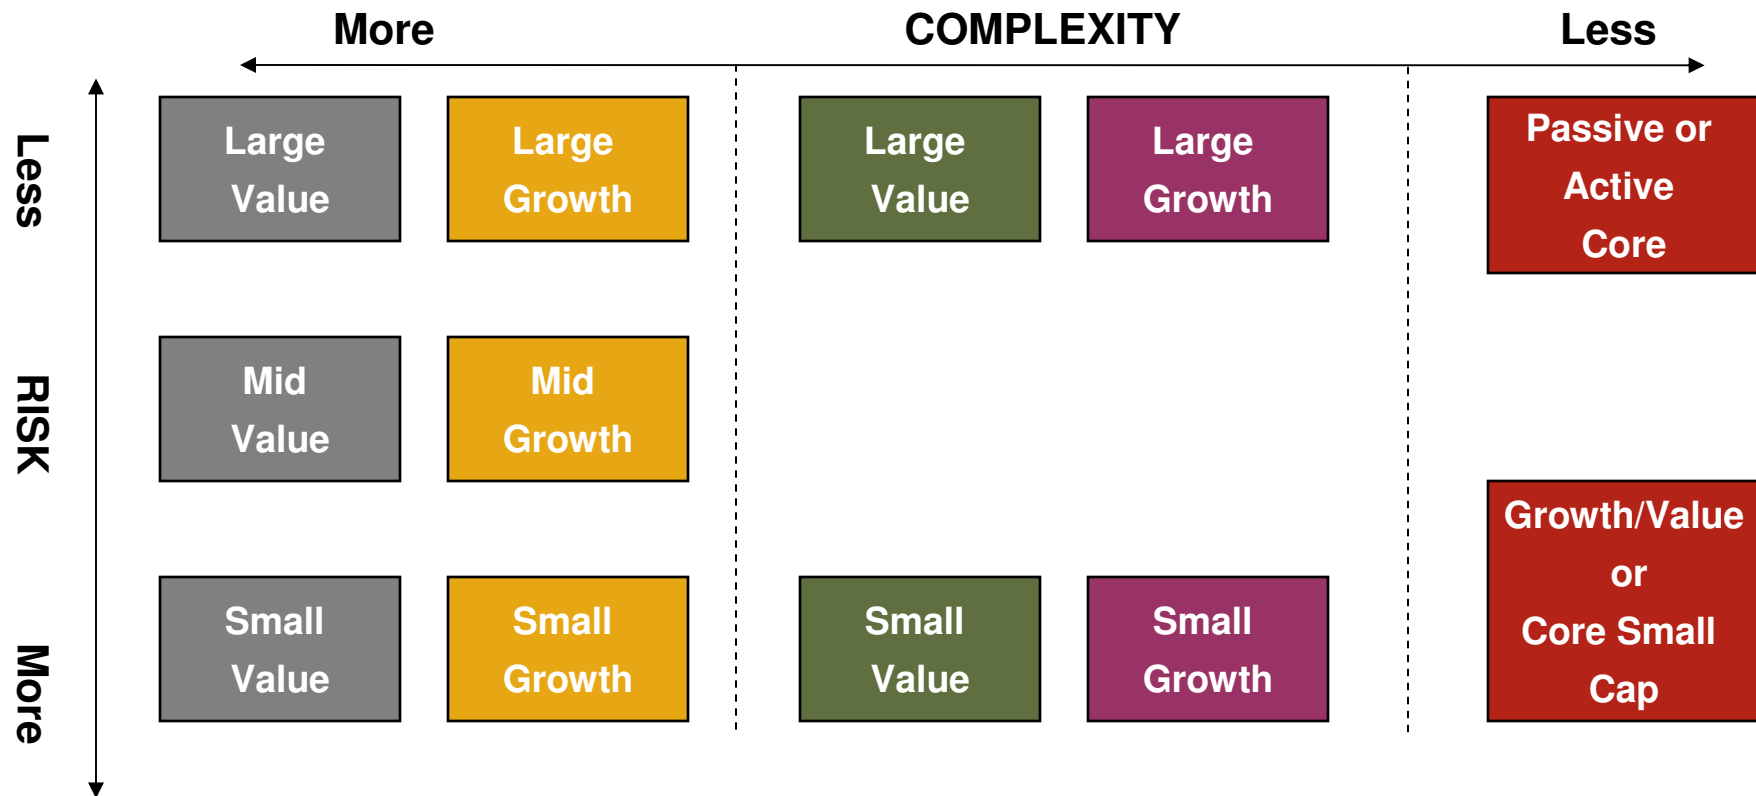 More COMPLEXITY Less
Less
RISK
More
Large Large Large Large Passive or
Value Growth Value Growth Active
Core
Mid Mid
Value Growth
Growth/Value
or
Small Small Small Small Core Small
Value Growth Value Growth Cap